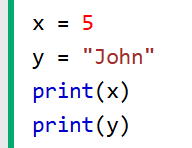 x = 5
y = "John"
print(x)
print(y)